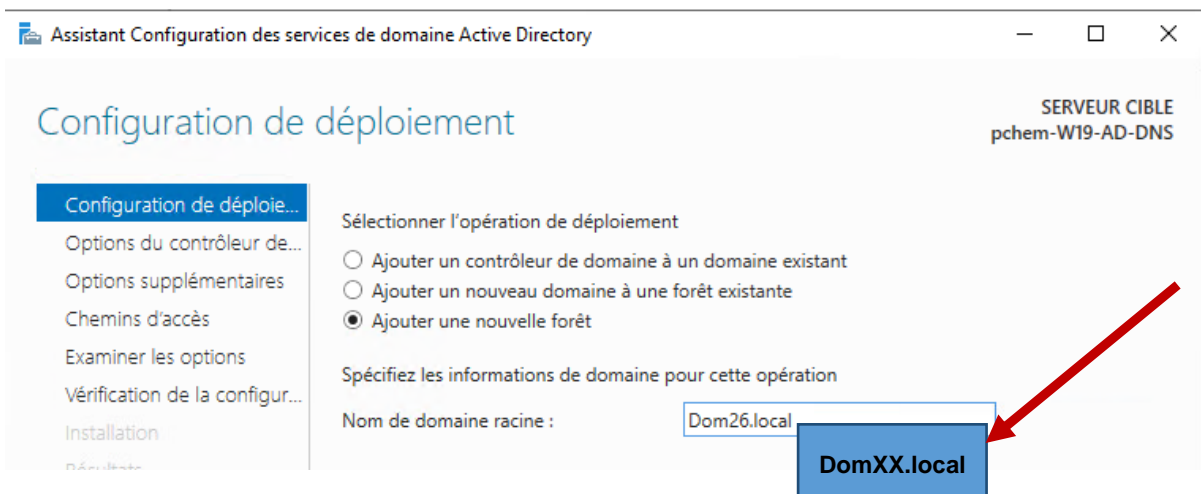 Assistant Configuration des services de domaine Active Directory
Configuration de déploiement
SERVEUR CIBLE
pchem-W19-AD-DNS
Configuration de déploie...
Options du contrôleur de...
Options supplémentaires
Chemins d'accès
Examiner les options
Vérification de la configur...
Installation
Résultats
Sélectionner l'opération de déploiement
Ajouter un contrôleur de domaine à un domaine existant
Ajouter un nouveau domaine à une forêt existante
Ajouter une nouvelle forêt
Spécifiez les informations de domaine pour cette opération
Nom de domaine racine :
Dom26.local
DomXX.local